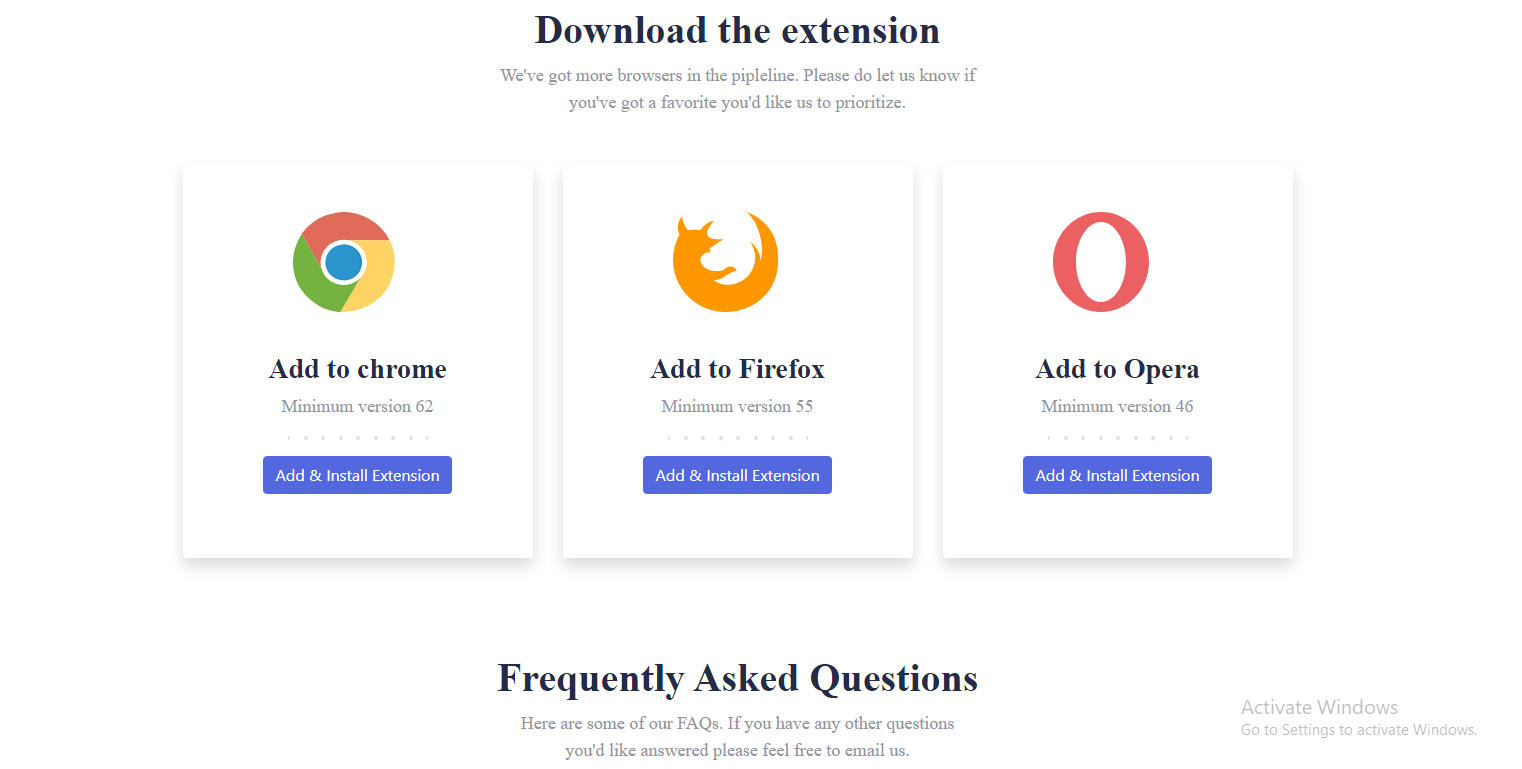 Download the extension
We've got more browsers in the pipleline. Please do let us know if
you've got a favorite you'd like us to prioritize.
Add to chrome
Minimum version 62
Add & Install Extension
Add to Firefox
Minimum version 55
Add & Install Extension
Add to Opera
Minimum version 46
Add & Install Extension
Frequently Asked Questions
Here are some of our FAQs. If you have any other questions
you'd like answered please feel free to email us.
Activate Windows
Go to Settings to activate Windows.